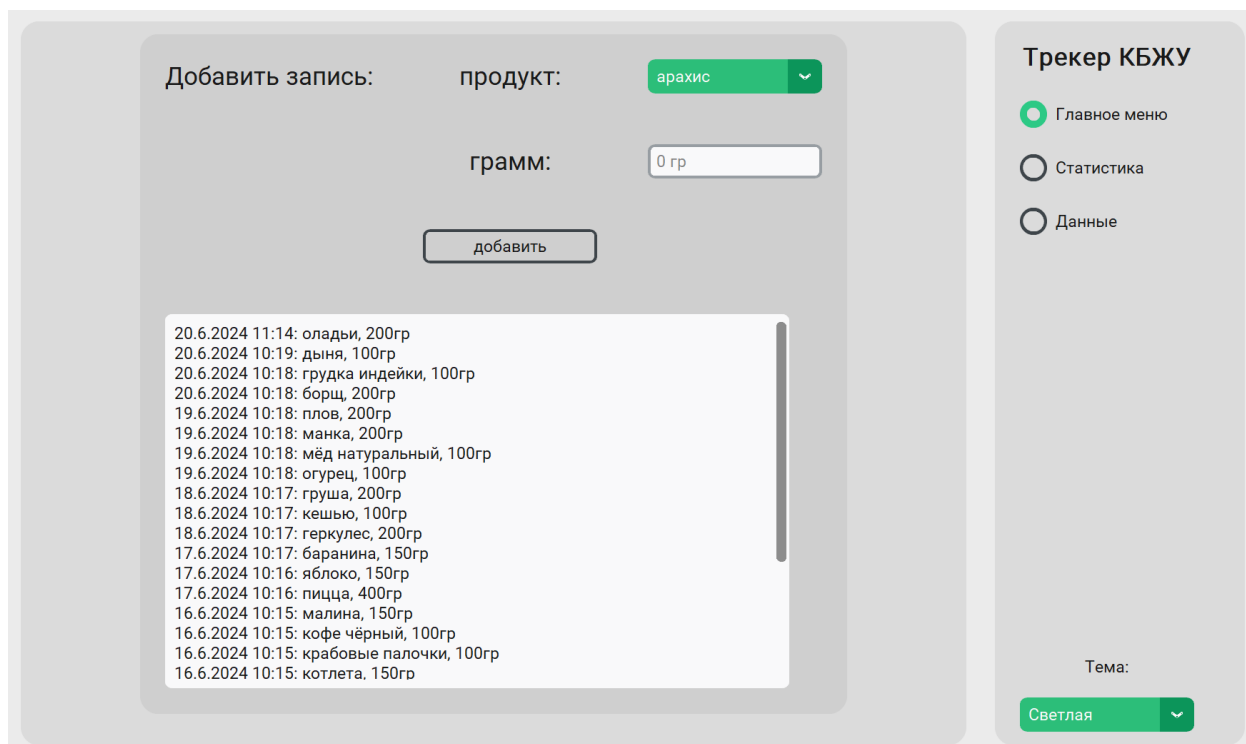 Добавить запись: продукт: арахис
грамм: 0 гр
добавить
20.6.2024 11:14: оладьи, 200гр
20.6.2024 10:19: дыня, 100гр
20.6.2024 10:18: грудка индейки, 100гр
20.6.2024 10:18: борщ, 200гр
19.6.2024 10:18: плов, 200гр
19.6.2024 10:18: манка, 200гр
19.6.2024 10:18: мёд натуральный, 100гр
19.6.2024 10:18: огурец, 100гр
18.6.2024 10:17: груша, 200гр
18.6.2024 10:17: кешью, 100гр
18.6.2024 10:17: геркулес, 200гр
17.6.2024 10:17: баранина, 150гр
17.6.2024 10:16: яблоко, 150гр
17.6.2024 10:16: пицца, 400гр
16.6.2024 10:15: малина, 150гр
16.6.2024 10:15: кофе чёрный, 100гр
16.6.2024 10:15: крабовые палочки, 100гр
16.6.2024 10:15: котлета, 150гр
Трекер КБЖУ
Главное меню
Статистика
Данные
Тема:
Светлая